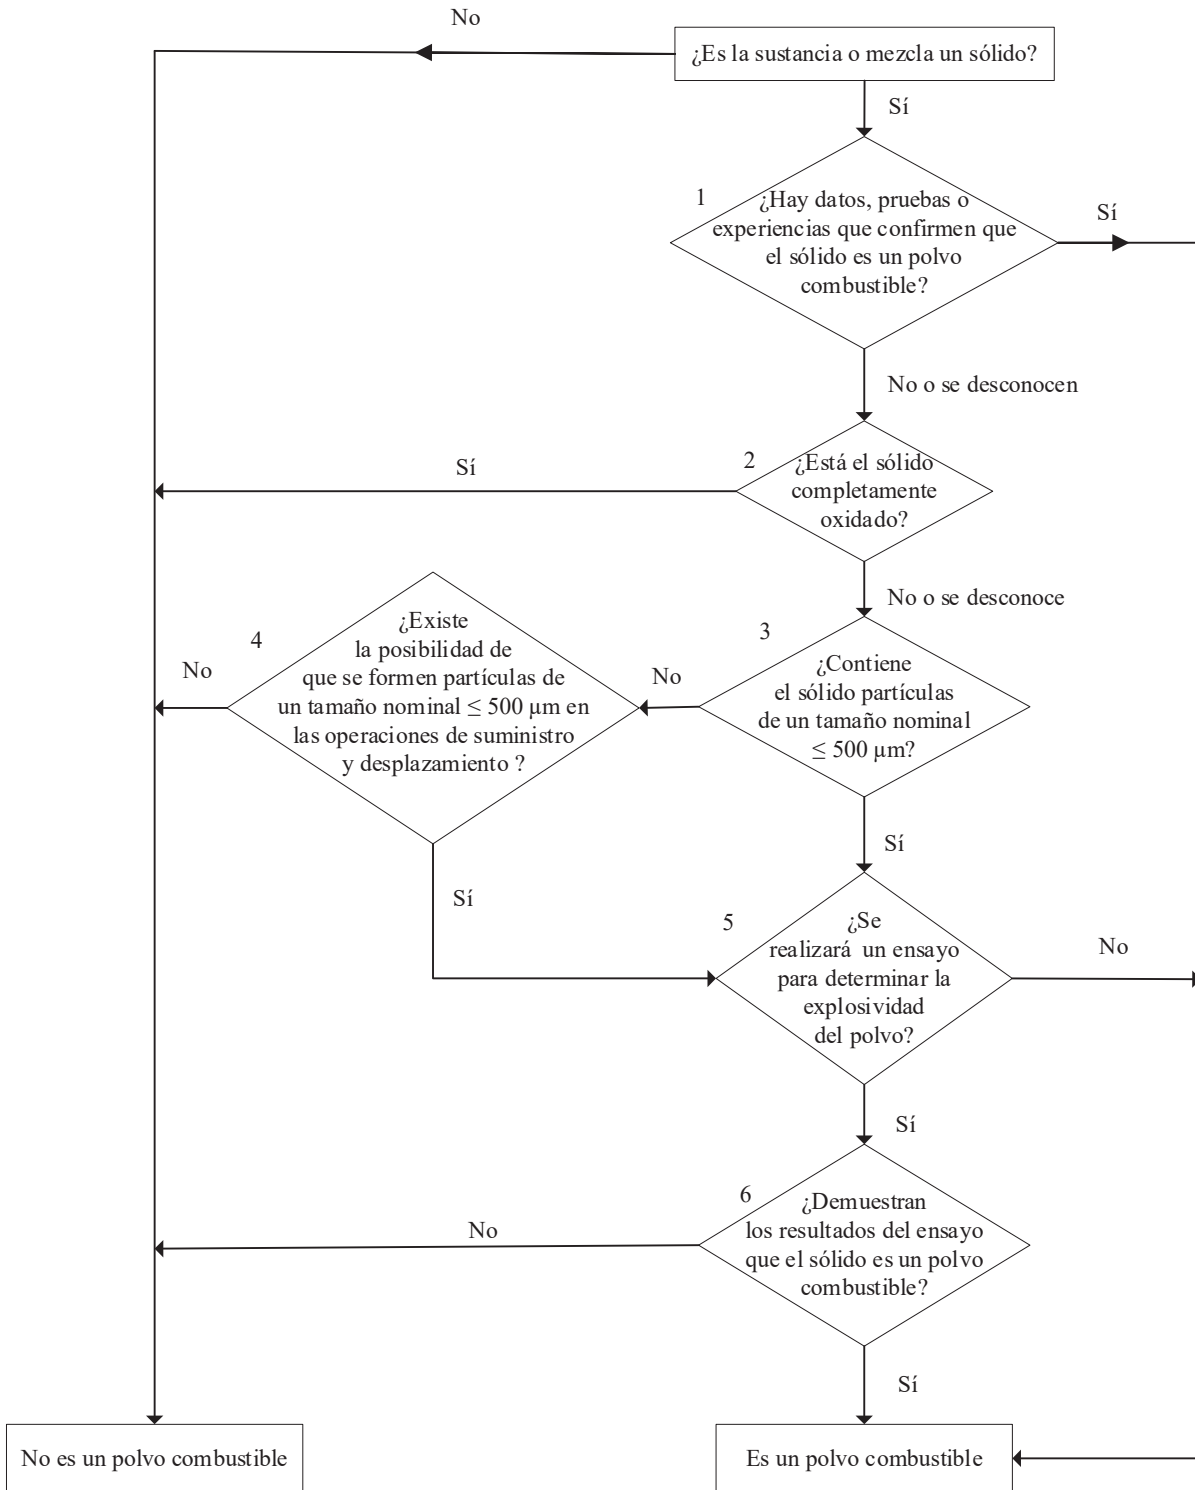 No
¿Es la sustancia o mezcla un sólido?
Sí
1
¿Hay datos, pruebas o
experiencias que confirmen que
el sólido es un polvo
combustible?
Sí
No o se desconocen
2
¿Está el sólido
completamente
oxidado?
Sí
No o se desconoce
3
¿Contiene
el sólido partículas
de un tamaño nominal
≤ 500 µm?
No
4
¿Existe
la posibilidad de
que se formen partículas de
un tamaño nominal ≤ 500 µm en
las operaciones de suministro
y desplazamiento ?
No
Sí
Sí
5
¿Se
realizará  un ensayo
para determinar la
explosividad
del polvo?
No
Sí
6
¿Demuestran
los resultados del ensayo
que el sólido es un polvo
combustible?
No
Sí
No es un polvo combustible
Es un polvo combustible